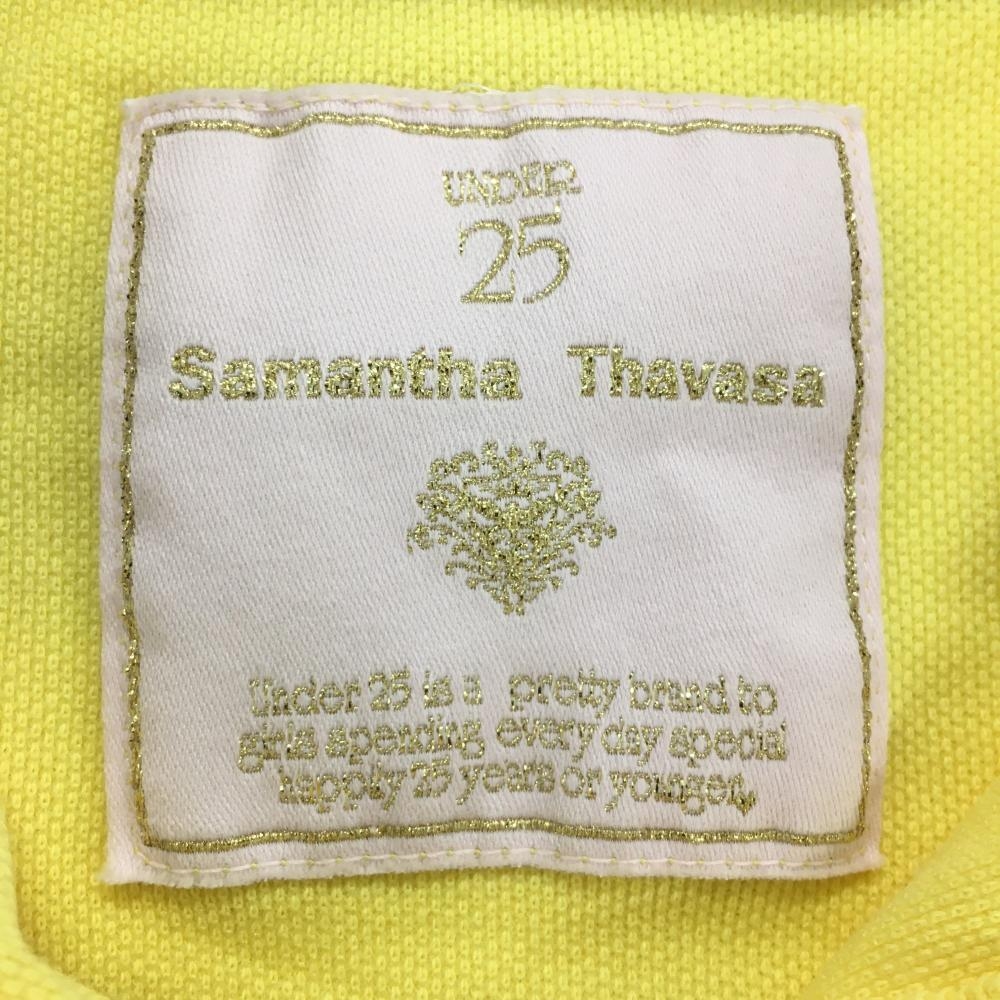 UNDER
25
Samantha Thavasa
Under 25 is a pretty brand to
girls spending every day special
happily 25 years or younger.